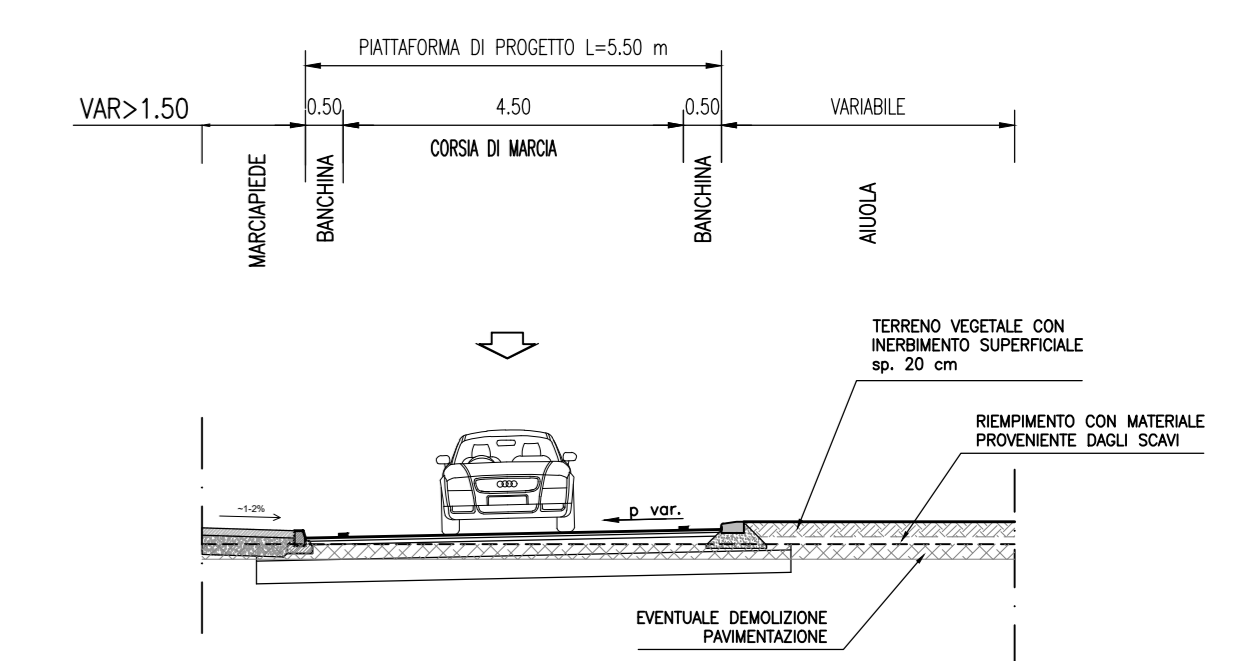 PIATTAFORMA DI PROGETTO L=5.50 m
VAR>1.50
0.50
4.50
0.50
VARIABILE
CORSIA DI MARCIA
MARCIAPIEDE
BANCHINA
BANCHINA
AIUOLA
TERRENO VEGETALE CON
INERBIMENTO SUPERFICIALE
sp. 20 cm
RIEMPIMENTO CON MATERIALE
PROVENIENTE DAGLI SCAVI
~1-2%
p var.
EVENTUALE DEMOLIZIONE
PAVIMENTAZIONE